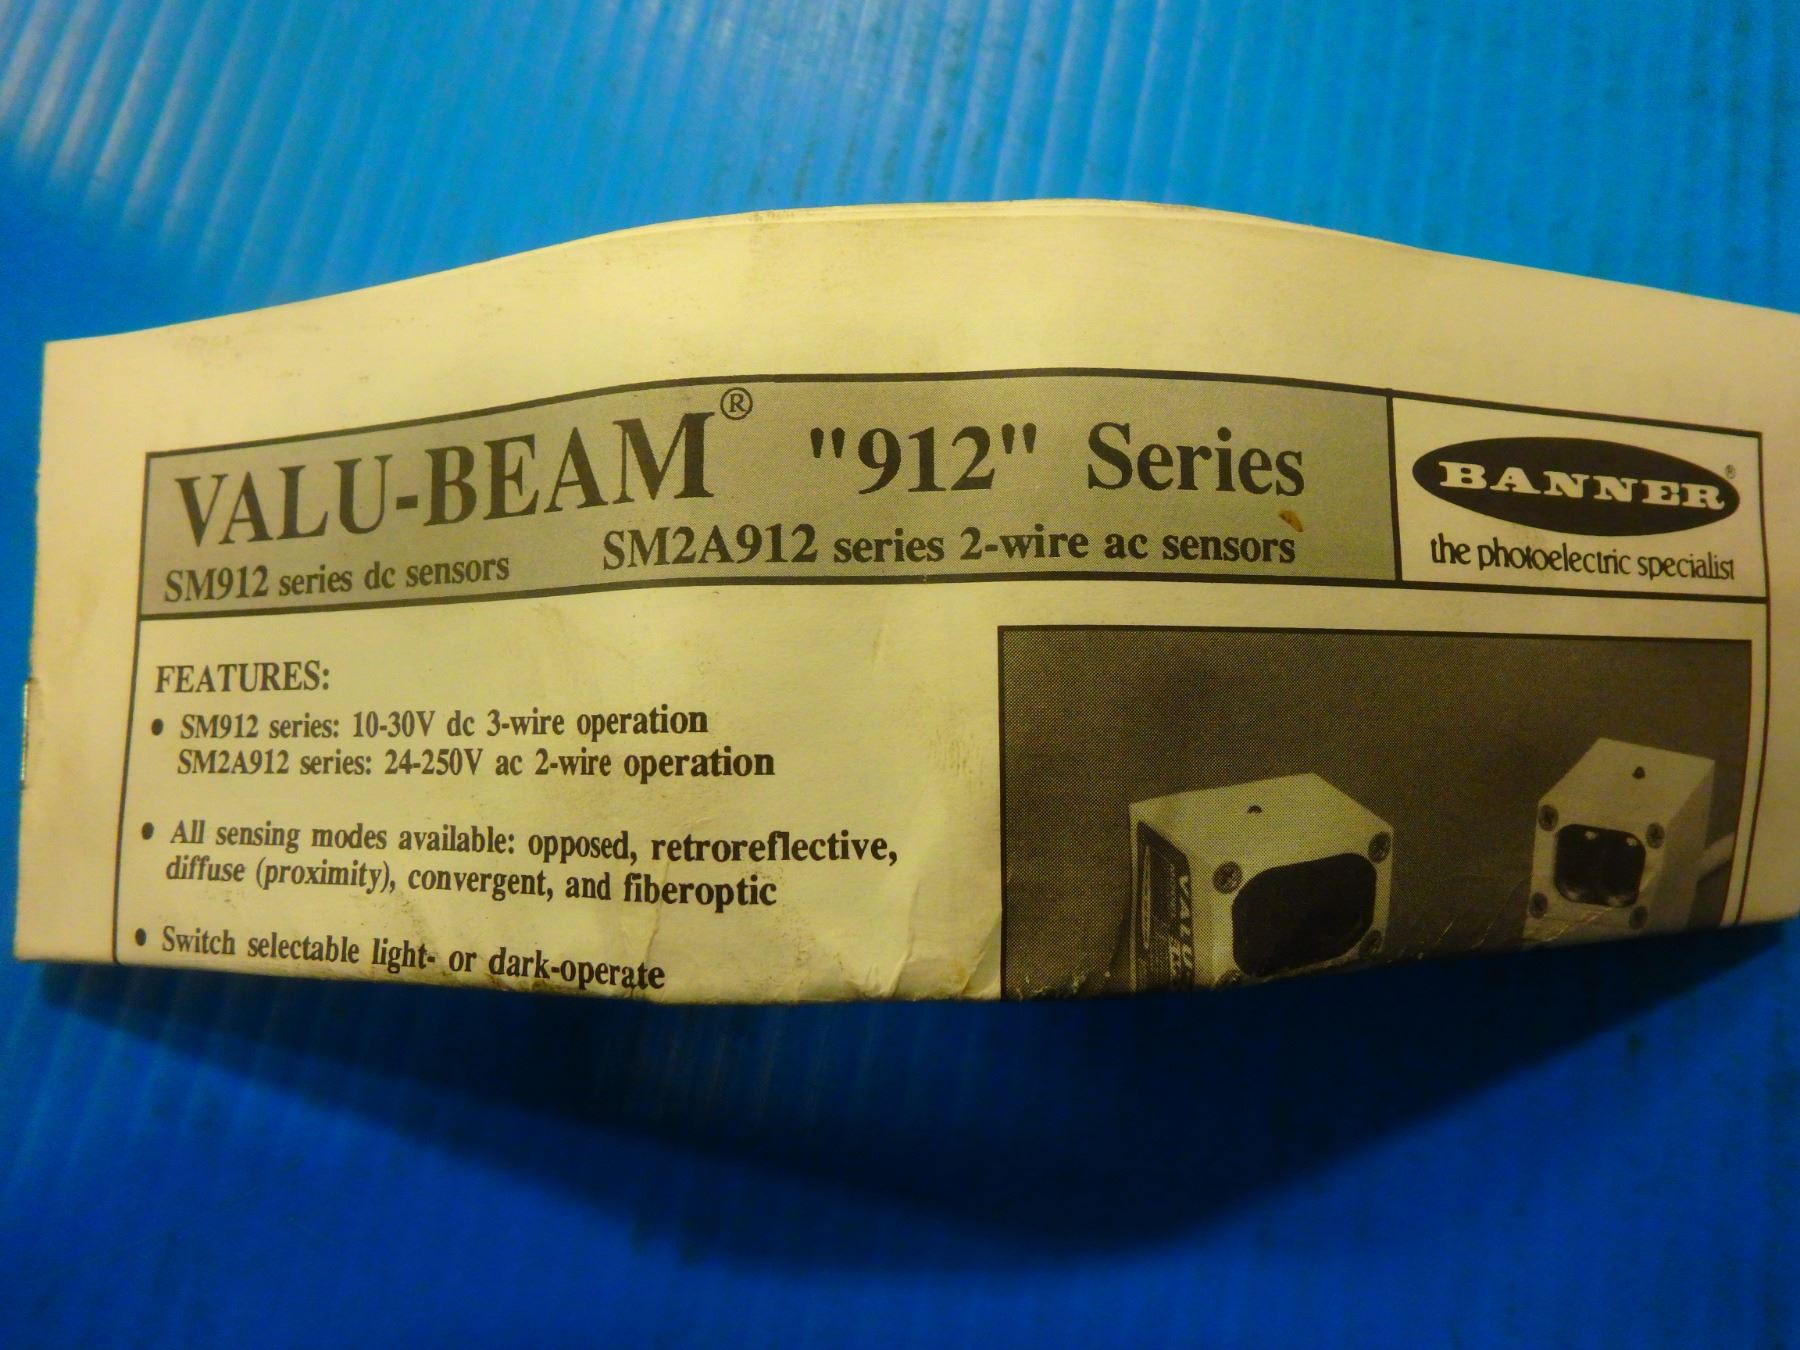 VALU-BEAM® "912" Series
SM912 series dc sensors SM2A912 series 2-wire ac sensors
BANNER®
the photoelectric specialist
FEATURES:
• SM912 series: 10-30V dc 3-wire operation
SM2A912 series: 24-250V ac 2-wire operation
• All sensing modes available: opposed, retroreflective,
diffuse (proximity), convergent, and fiberoptic
• Switch selectable light- or dark-operate